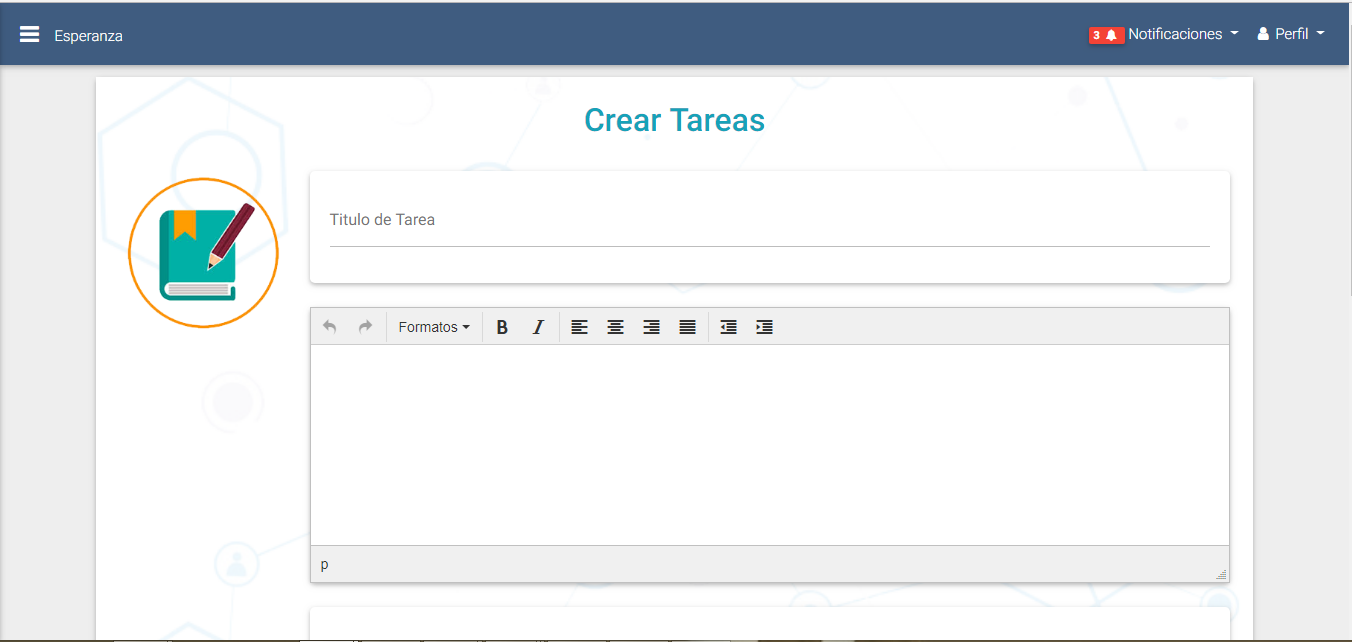 Esperanza
3 Notificaciones Perfil
Crear Tareas
Titulo de Tarea
Formatos B I
p